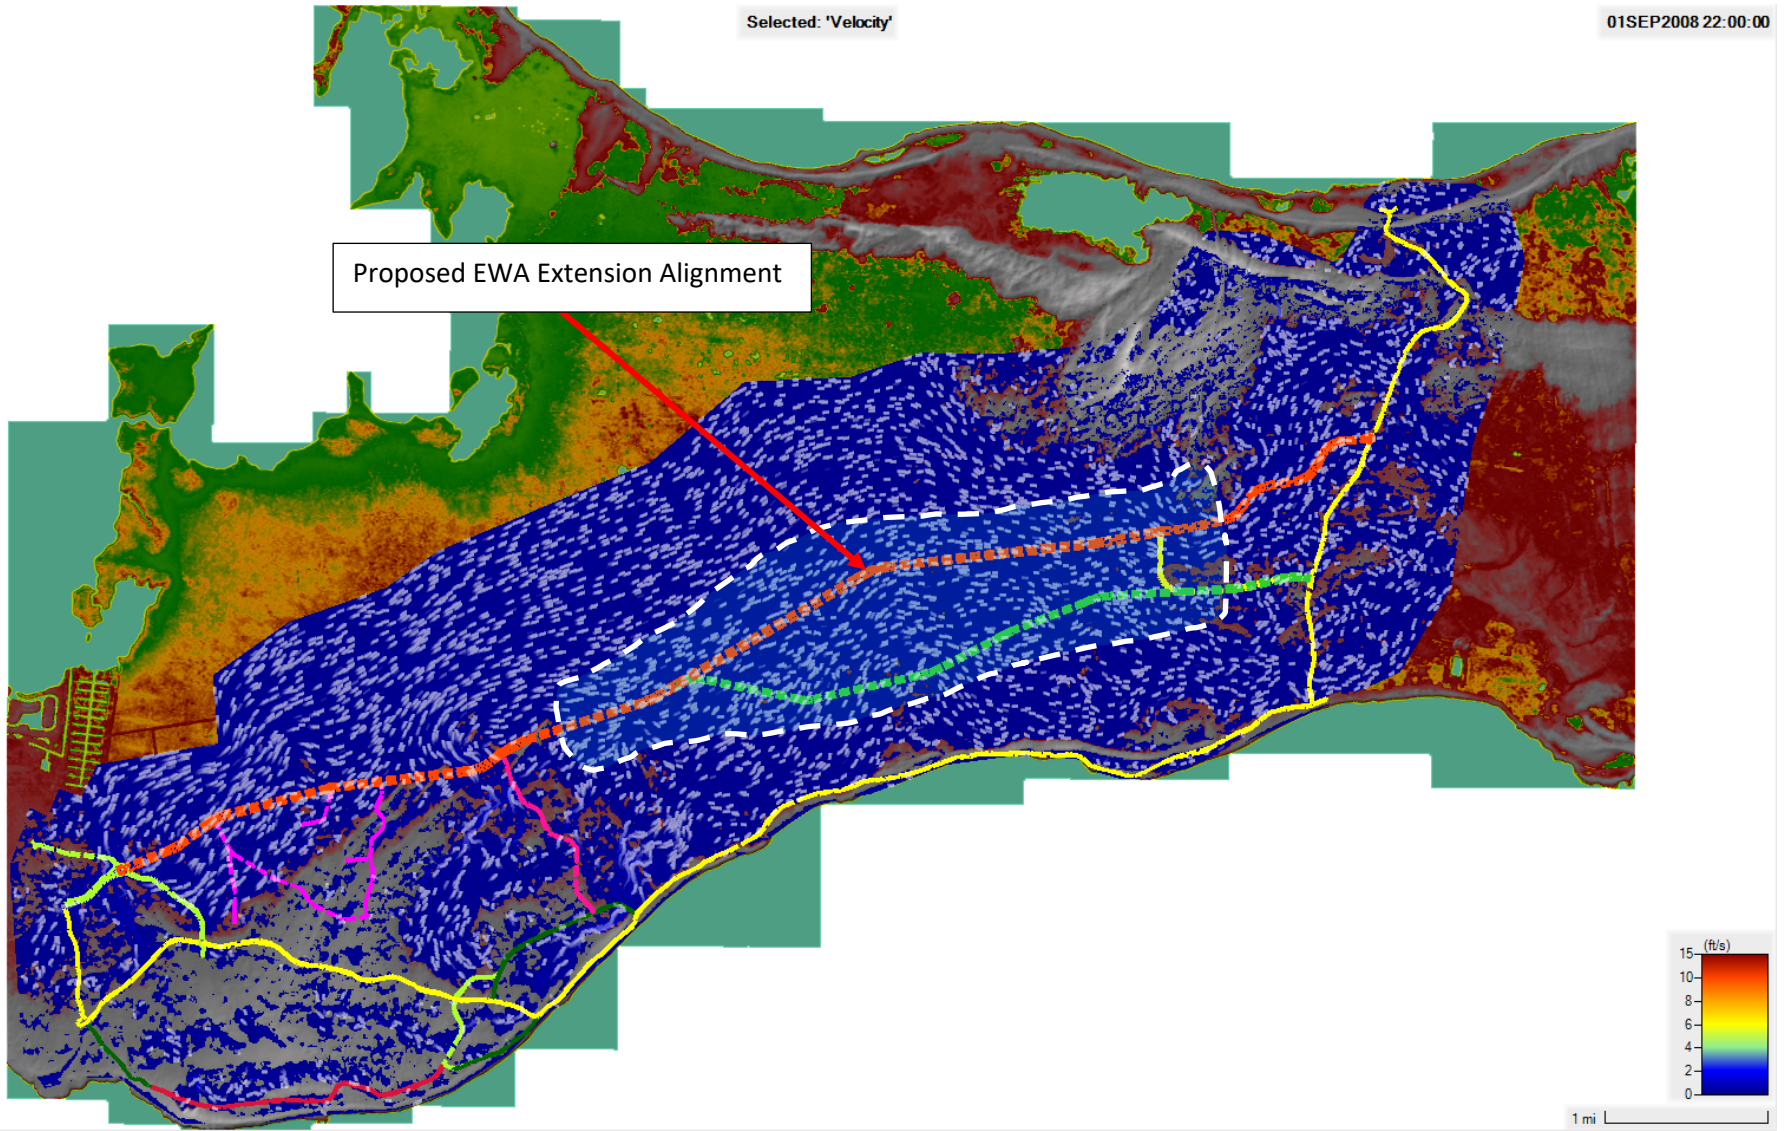 Selected: 'Velocity'
01SEP2008 22:00:00
Proposed EWA Extension Alignment
(ft/s)
15
10
8
6
4
2
0
1 mi